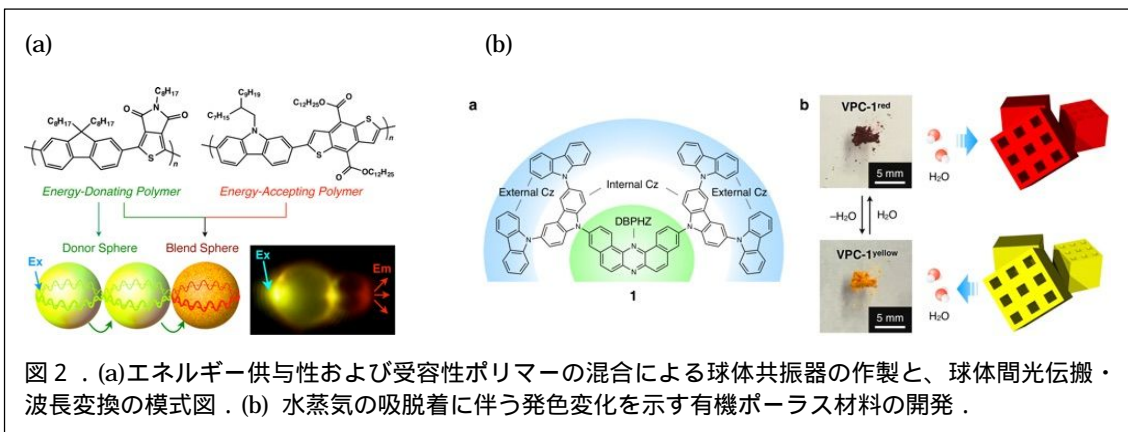 (a)
(b)
C8H17
O
N
O
C8H17
C8H17
S
n
Energy-Donating Polymer
C9H19
C7H15
N
C12H25O
O
S
S
O
OC12H25
n
Energy-Accepting Polymer
Donor Sphere
Blend Sphere
Ex
Ex
Em
a
External Cz
Internal Cz
External Cz
N
N
N
N
N
N
DBPHZ
N
N
1
b
VPC-1red
5 mm
H2O
–H2O
H2O
VPC-1yellow
5 mm
H2O
図 2 . (a)エネルギー供与性および受容性ポリマーの混合による球体共振器の作製と、球体間光伝搬・
波長変換の模式図 . (b) 水蒸気の吸脱着に伴う発色変化を示す有機ポーラス材料の開発 .